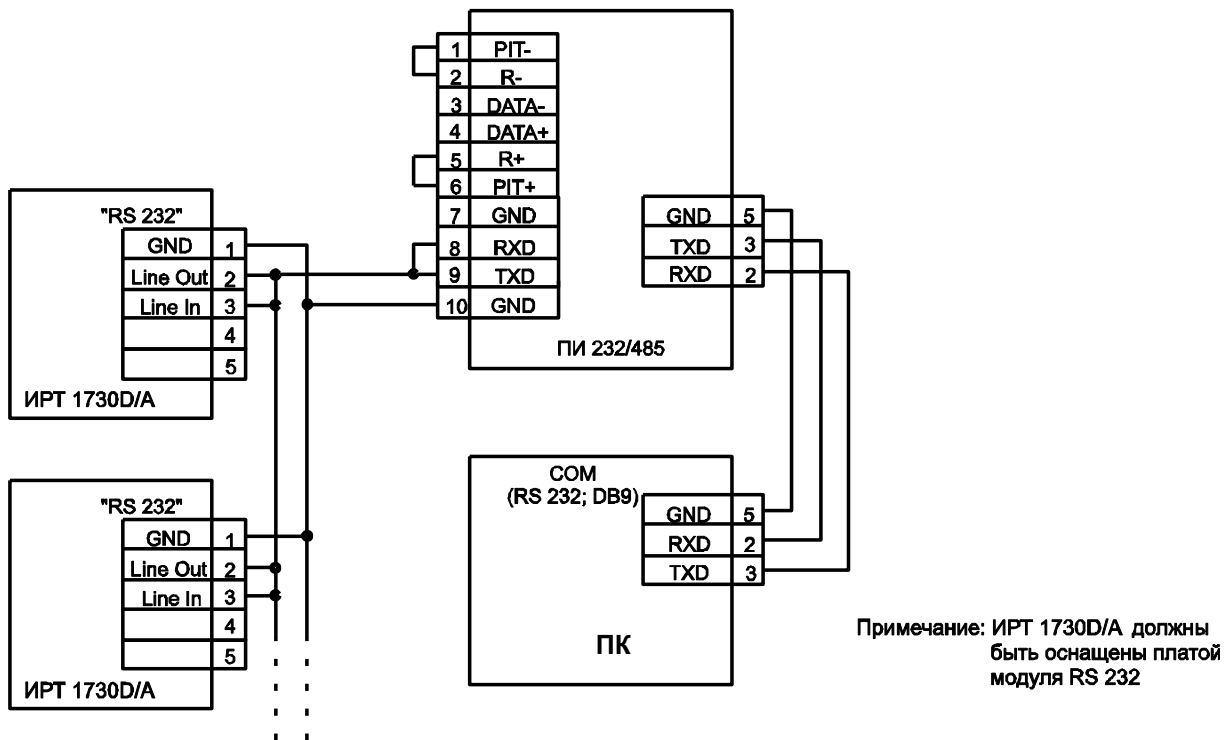 1 PIT-
2 R-
3 DATA-
4 DATA+
5 R+
6 PIT+
7 GND
8 RXD
9 TXD
10 GND
GND 5
TXD 3
RXD 2
ПИ 232/485
"RS 232"
GND 1
Line Out 2
Line In 3
4
5
ИРТ 1730D/A
"RS 232"
GND 1
Line Out 2
Line In 3
4
5
ИРТ 1730D/A
COM
(RS 232; DB9)
GND 5
RXD 2
TXD 3
ПК
Примечание: ИРТ 1730D/A должны
быть оснащены платой
модуля RS 232